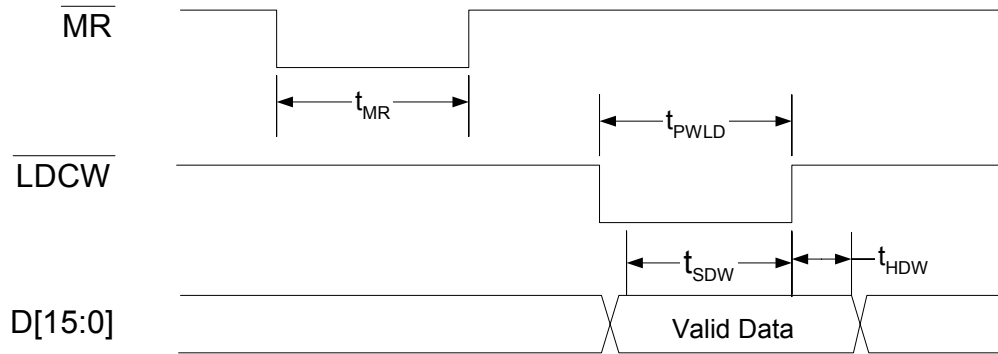 MR
tMR
tPWLD
LDCW
tSDW
tHDW
D[15:0]
Valid Data